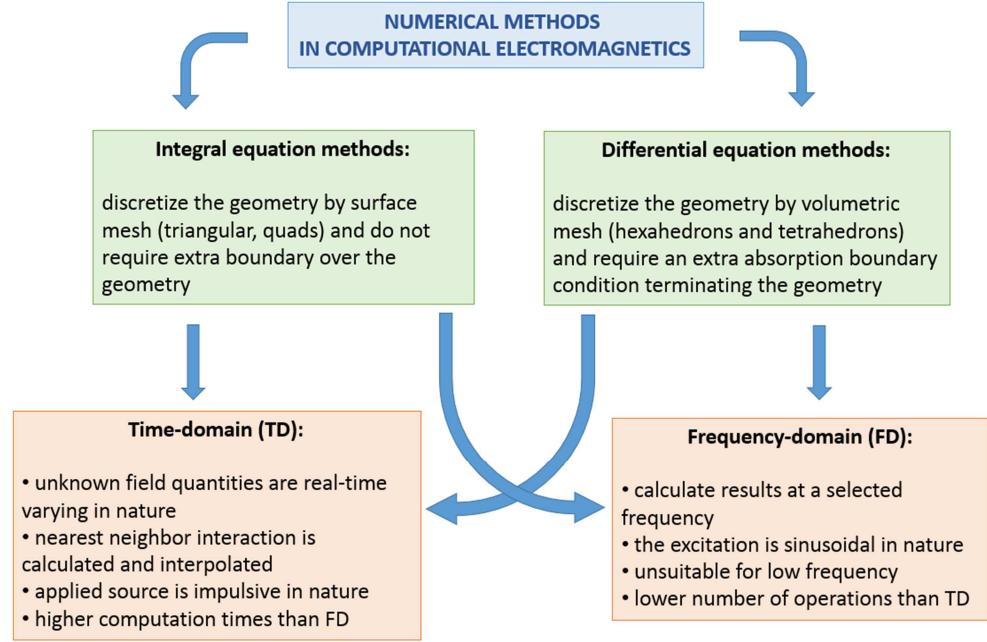 NUMERICAL METHODS
IN COMPUTATIONAL ELECTROMAGNETICS
Integral equation methods:
discretize the geometry by surface
mesh (triangular, quads) and do not
require extra boundary over the
geometry
Differential equation methods:
discretize the geometry by volumetric
mesh (hexahedrons and tetrahedrons)
and require an extra absorption boundary
condition terminating the geometry
Time-domain (TD):
• unknown field quantities are real-time
varying in nature
• nearest neighbor interaction is
calculated and interpolated
• applied source is impulsive in nature
• higher computation times than FD
Frequency-domain (FD):
• calculate results at a selected
frequency
• the excitation is sinusoidal in nature
• unsuitable for low frequency
• lower number of operations than TD